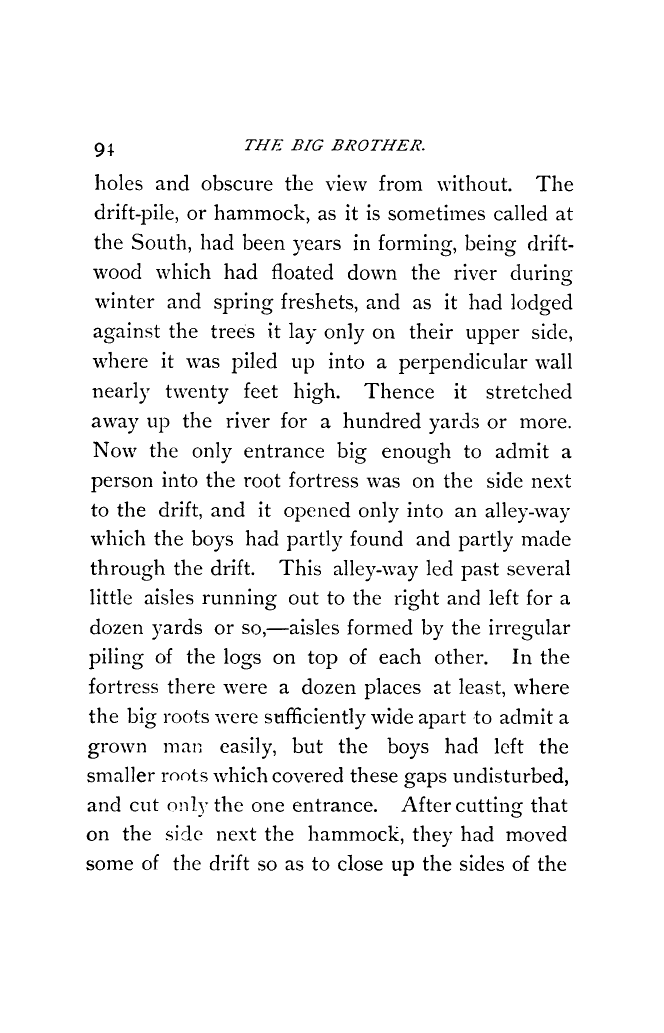 94
THE BIG BROTHER.
holes and obscure the view from without. The
drift-pile, or hammock, as it is sometimes called at
the South, had been years in forming, being drift-
wood which had floated down the river during
winter and spring freshets, and as it had lodged
against the trees it lay only on their upper side,
where it was piled up into a perpendicular wall
nearly twenty feet high. Thence it stretched
away up the river for a hundred yards or more.
Now the only entrance big enough to admit a
person into the root fortress was on the side next
to the drift, and it opened only into an alley-way
which the boys had partly found and partly made
through the drift. This alley-way led past several
little aisles running out to the right and left for a
dozen yards or so,—aisles formed by the irregular
piling of the logs on top of each other. In the
fortress there were a dozen places at least, where
the big roots were sufficiently wide apart to admit a
grown man easily, but the boys had left the
smaller roots which covered these gaps undisturbed,
and cut only the one entrance. After cutting that
on the side next the hammock, they had moved
some of the drift so as to close up the sides of the